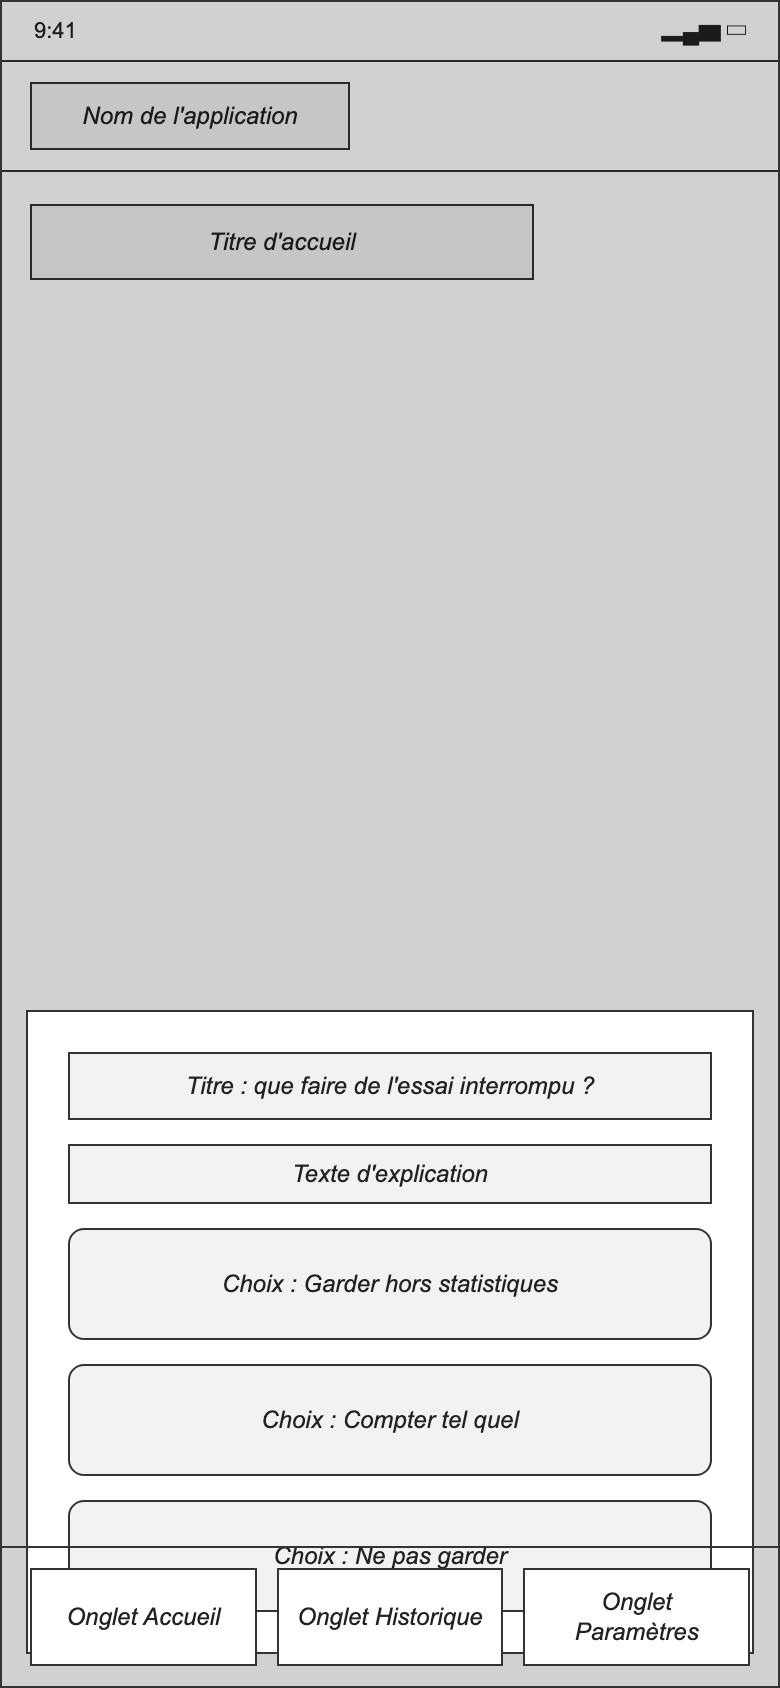 9:41
Nom de l'application
Titre d'accueil
Titre : que faire de l'essai interrompu ?
Texte d'explication
Choix : Garder hors statistiques
Choix : Compter tel quel
Choix : Ne pas garder
Onglet Accueil
Onglet Historique
Onglet
Paramètres